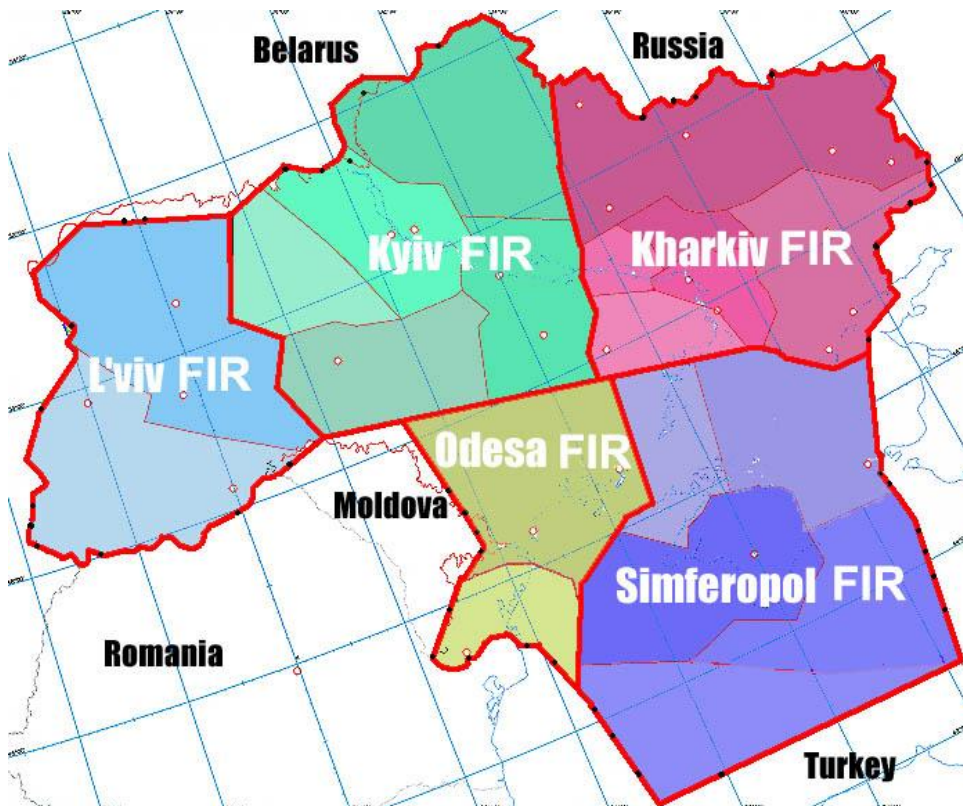 Belarus
Russia
Kyiv FIR
Kharkiv FIR
L'viv FIR
Odesa FIR
Moldova
Simferopol FIR
Romania
Turkey